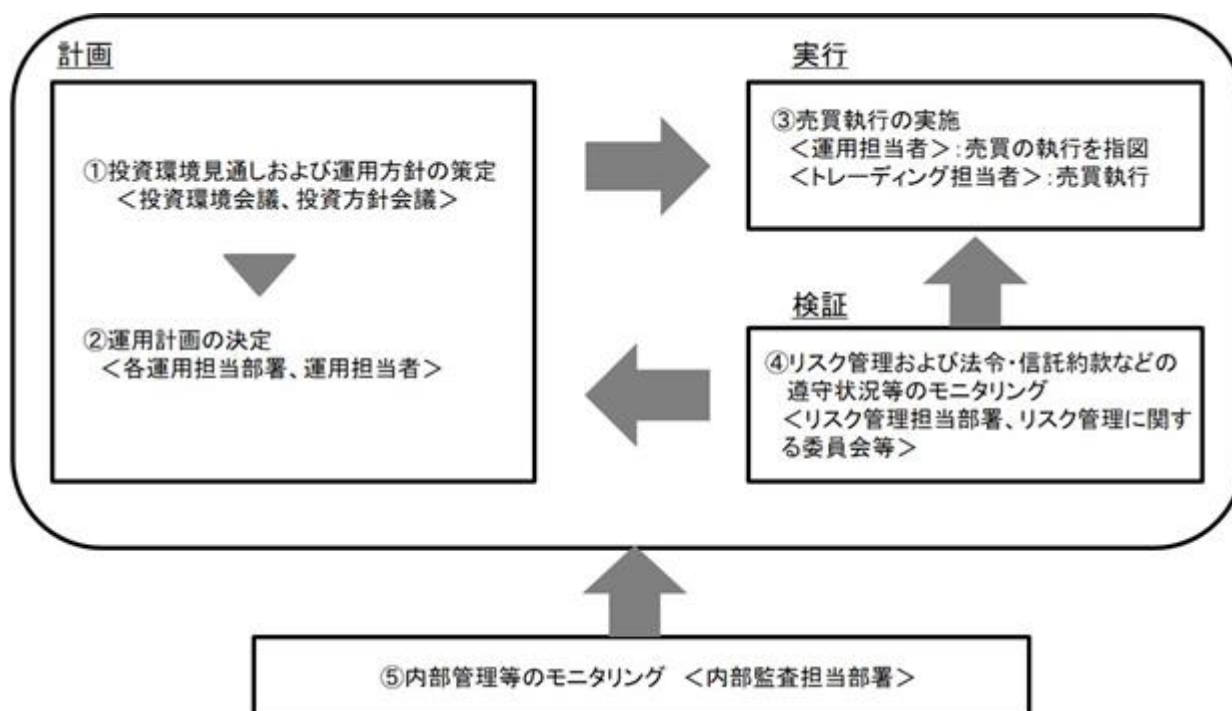 計画
①投資環境見通しおよび運用方針の策定
＜投資環境会議、投資方針会議＞
②運用計画の決定
＜各運用担当部署、運用担当者＞
実行
③売買執行の実施
＜運用担当者＞：売買の執行を指図
＜トレーディング担当者＞：売買執行
検証
④リスク管理および法令・信託約款などの
遵守状況等のモニタリング
＜リスク管理担当部署、リスク管理に関す
る委員会等＞
⑤内部管理等のモニタリング ＜内部監査担当部署＞